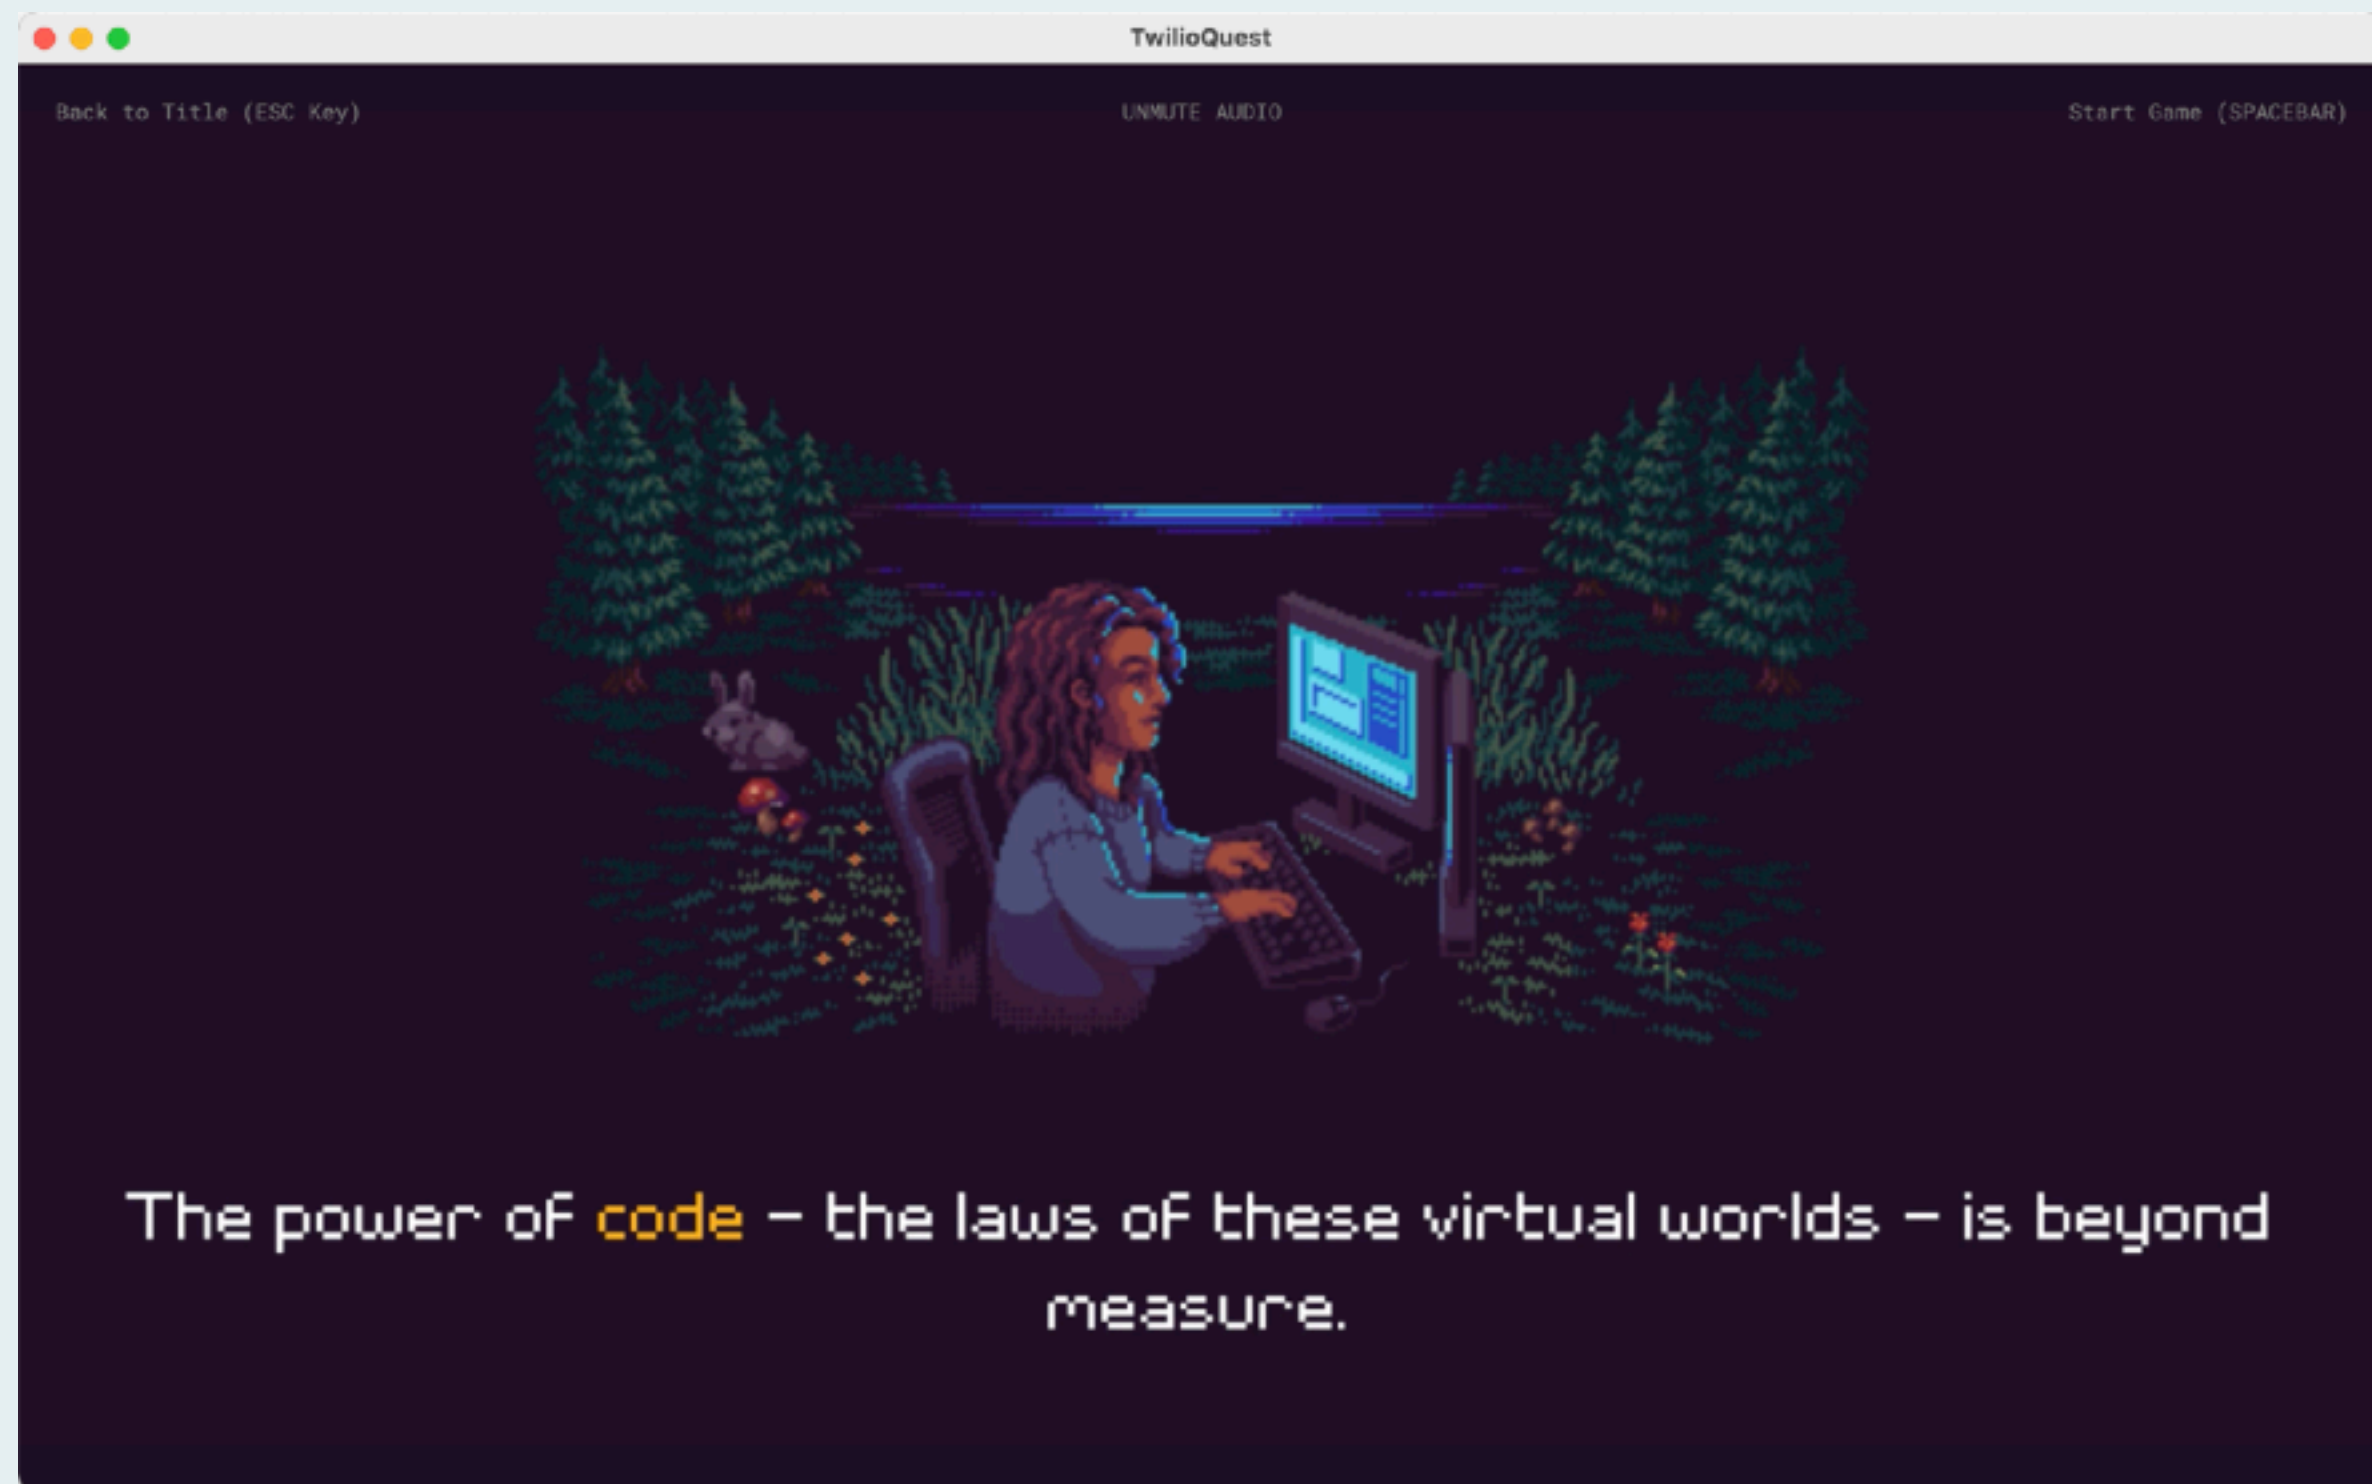 TwilioQuest
Back to Title (ESC Key)
UNMUTE AUDIO
Start Game (SPACEBAR)
The power of code – the laws of these virtual worlds – is beyond
measure.